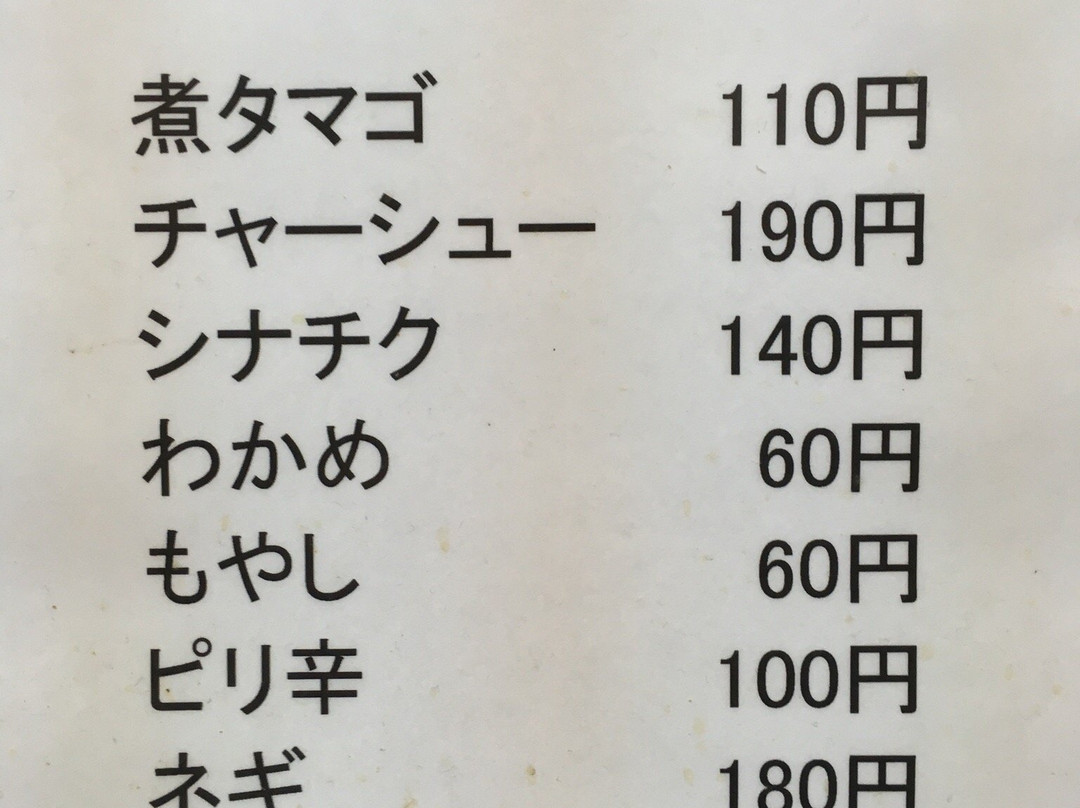 煮タマゴ 110円
チャーシュー 190円
シナチク 140円
わかめ 60円
もやし 60円
ピリ辛 100円
ネギ 180円